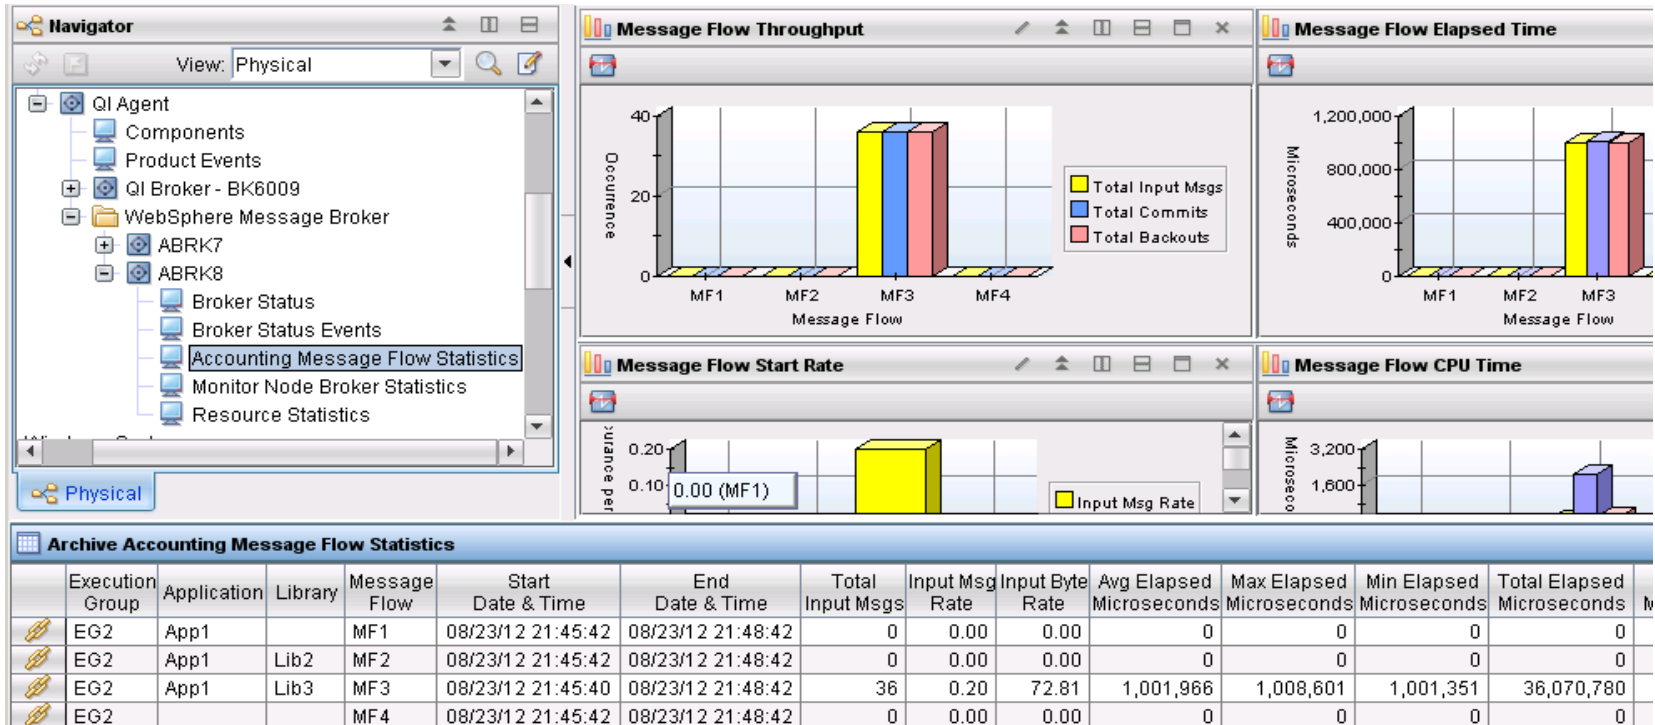 Navigator
View: Physical
QI Agent
Components
Product Events
QI Broker - BK6009
WebSphere Message Broker
ABRK7
ABRK8
Broker Status
Broker Status Events
Accounting Message Flow Statistics
Monitor Node Broker Statistics
Resource Statistics
Physical
Message Flow Throughput
Occurrence
40
20
0
MF1 MF2 MF3 MF4
Message Flow
Total Input Msgs
Total Commits
Total Backouts
Message Flow Elapsed Time
Microseconds
1,200,000
800,000
400,000
0
MF1 MF2 MF3
Message Flow
Message Flow Start Rate
per
0.20
0.10
0.00 (MF1)
Input Msg Rate
Message Flow CPU Time
3,200
1,600
Archive Accounting Message Flow Statistics
Execution Group Application Library Message Flow Start Date & Time End Date & Time Total Input Msgs Input Msg Rate Input Byte Rate Avg Elapsed Microseconds Max Elapsed Microseconds Min Elapsed Microseconds Total Elapsed Microseconds
EG2 App1 MF1 08/23/12 21:45:42 08/23/12 21:48:42 0 0.00 0.00 0 0 0 0
EG2 App1 Lib2 MF2 08/23/12 21:45:42 08/23/12 21:48:42 0 0.00 0.00 0 0 0 0
EG2 App1 Lib3 MF3 08/23/12 21:45:40 08/23/12 21:48:42 36 0.20 72.81 1,001,966 1,008,601 1,001,351 36,070,780
EG2 MF4 08/23/12 21:45:42 08/23/12 21:48:42 0 0.00 0.00 0 0 0 0